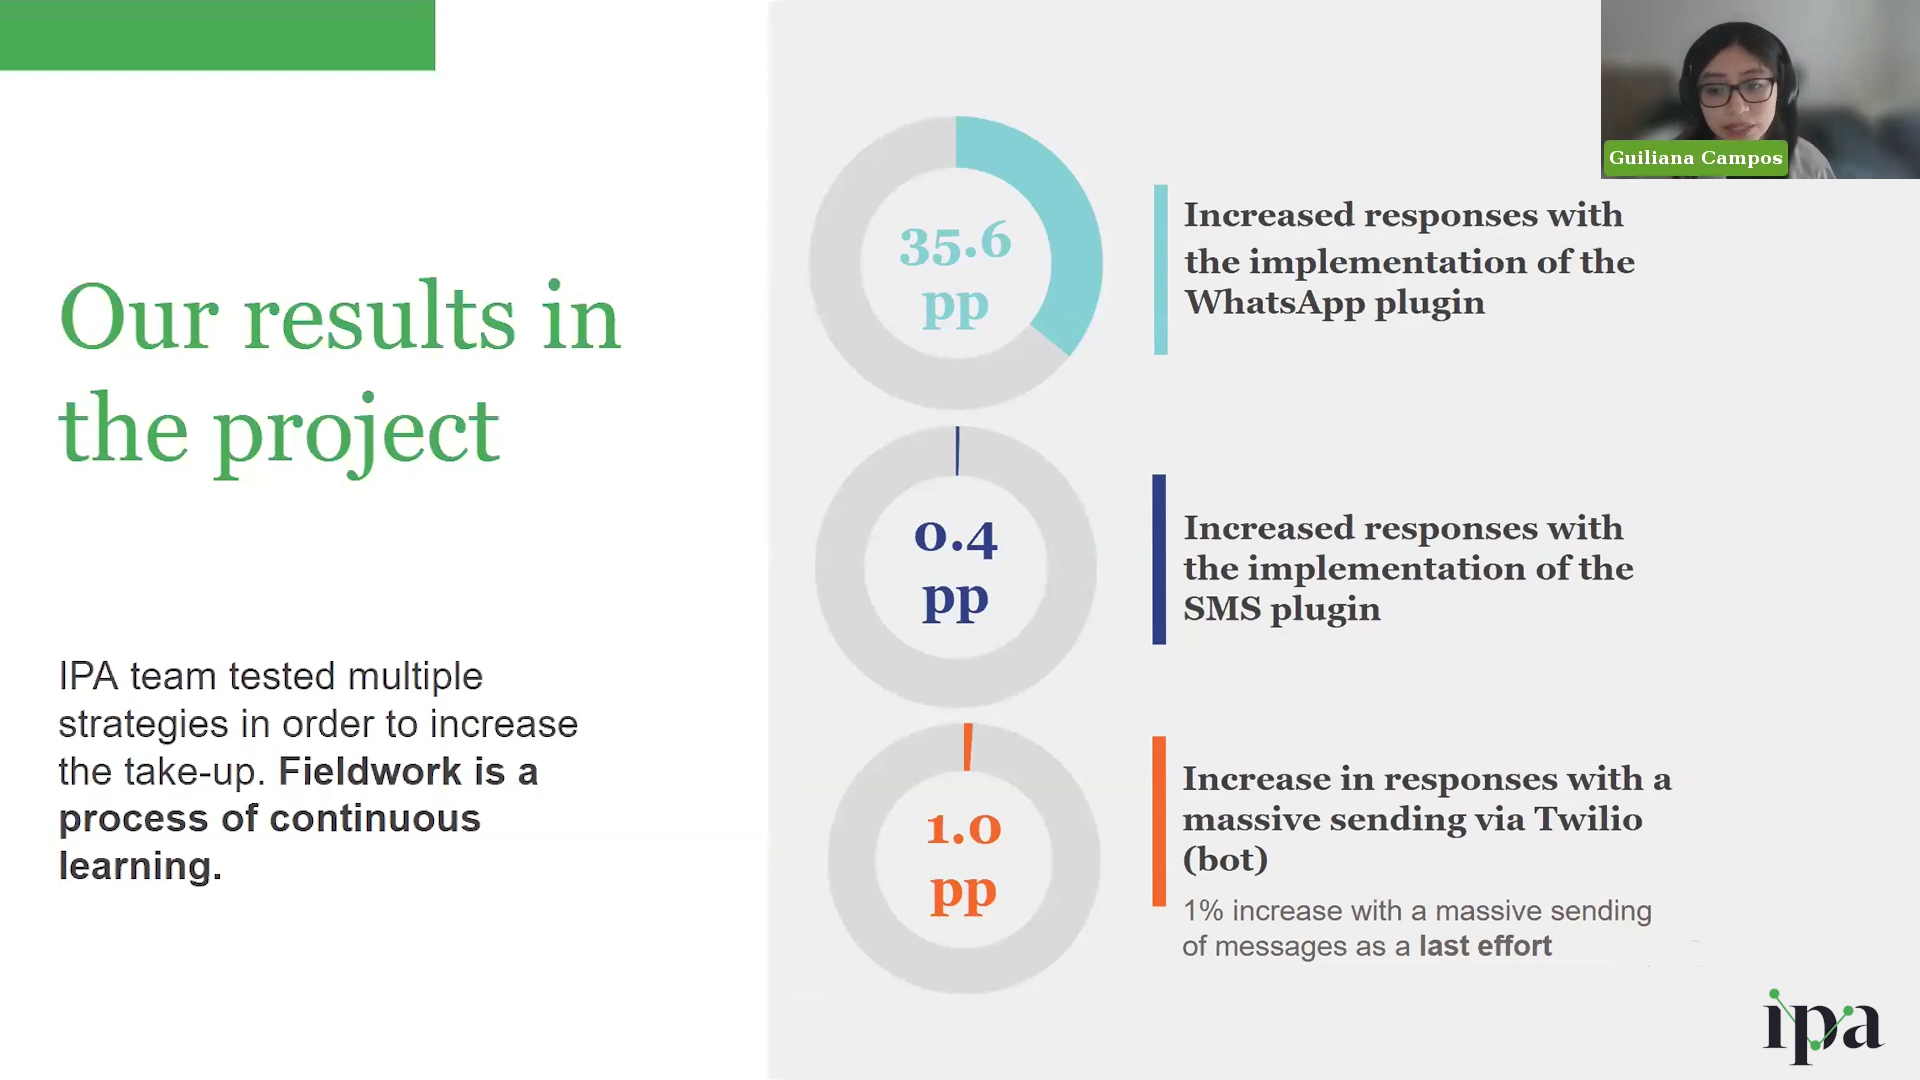 Our results in
the project
IPA team tested multiple
strategies in order to increase
the take-up. Fieldwork is a
process of continuous
learning.
35.6
pp
Increased responses with
the implementation of the
WhatsApp plugin
0.4
pp
Increased responses with
the implementation of the
SMS plugin
1.0
pp
Increase in responses with a
massive sending via Twilio
(bot)
1% increase with a massive sending
of messages as a last effort
Guiliana Campos
ipa